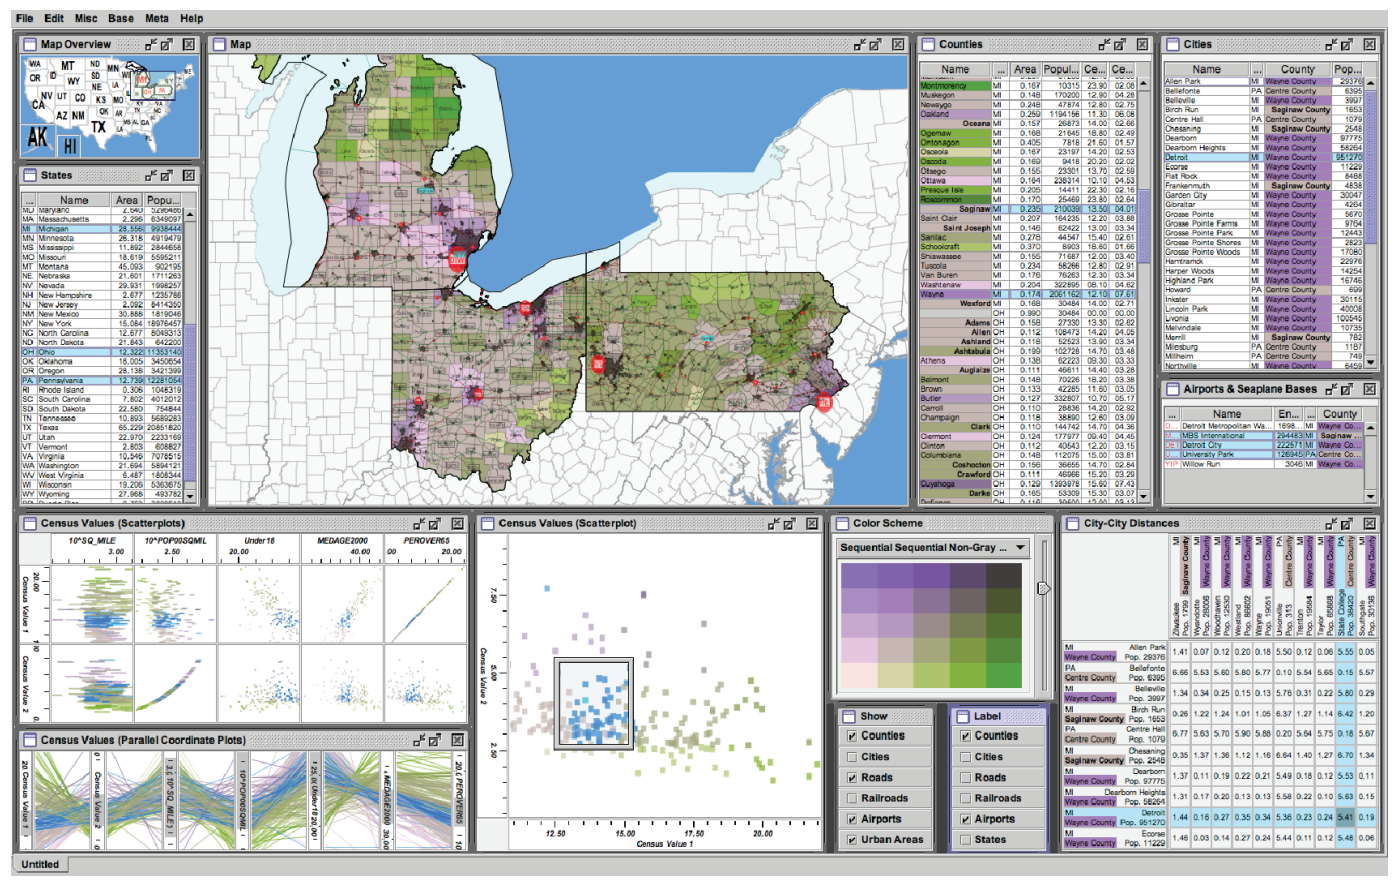 File Edit Misc Base Meta Help
Map Overview
Map
Counties
Cities
WA MT ND MN
OR ID WY SD WI
NV UT CO NE IA
CA AZ NM KS MO
TX
AK HI
States
... Name Area Popu...
MA Massachusetts 2.296 6349097
MI Michigan 28.556 9938444
MN Minnesota 26.318 4919479
MS Mississippi 11.892 2844658
MO Missouri 18.619 5595211
MT Montana 45.093 902195
NE Nebraska 21.601 1711263
NV Nevada 29.931 1998257
NH New Hampshire 2.677 1235786
NJ New Jersey 2.092 8414350
NM New Mexico 30.888 1819046
NY New York 15.084 18976457
NC North Carolina 12.677 8049313
ND North Dakota 21.843 642200
OH Ohio 12.322 11353140
OK Oklahoma 18.005 3450654
OR Oregon 28.138 3421399
PA Pennsylvania 12.739 12281054
RI Rhode Island 0.306 1048319
SC South Carolina 7.802 4012012
SD South Dakota 22.580 754844
TN Tennessee 10.893 5689283
TX Texas 65.229 20851820
UT Utah 22.970 2233169
VT Vermont 2.803 608827
VA Virginia 10.546 7078515
WA Washington 21.694 5894121
WV West Virginia 6.487 1808344
WI Wisconsin 19.206 5363675
WY Wyoming 27.968 493782
Name ... Area Popul... Ce... Ce...
Montmorency MI 0.167 10315 23.90 02.08
Muskegon MI 0.148 170200 12.90 04.28
Newaygo MI 0.248 47874 12.80 02.75
Oakland MI 0.259 1194156 11.30 06.08
Oceana MI 0.157 26873 14.00 02.66
Ogemaw MI 0.168 21645 18.80 02.49
Ontonagon MI 0.405 7818 21.60 01.57
Osceola MI 0.167 23197 14.20 02.53
Oscoda MI 0.169 9418 20.20 02.02
Otsego MI 0.155 23301 13.70 02.59
Ottawa MI 0.164 238314 10.10 04.53
Presque Isle MI 0.205 14411 22.30 02.16
Roscommon MI 0.170 25469 23.80 02.64
Saginaw MI 0.235 210039 13.50 04.01
Saint Clair MI 0.207 164235 12.20 03.88
Saint Joseph MI 0.146 62422 13.00 03.34
Sanilac MI 0.278 44547 15.40 02.61
Schoolcraft MI 0.370 8903 18.60 01.66
Shiawassee MI 0.155 71687 12.00 03.40
Tuscola MI 0.234 58266 12.80 02.91
Van Buren MI 0.176 76263 12.30 03.34
Washtenaw MI 0.204 322895 08.10 04.62
Wayne MI 0.174 2061162 12.10 07.61
Wexford MI 0.168 30484 14.00 02.71
OH 0.990 30484 00.00 00.00
Adams OH 0.158 27330 13.30 02.62
Allen OH 0.112 108473 14.20 04.05
Ashland OH 0.118 52523 13.90 03.34
Ashtabula OH 0.199 102728 14.70 03.48
Athens OH 0.138 62223 09.30 03.33
Auglaize OH 0.111 46611 14.40 03.28
Belmont OH 0.148 70226 18.20 03.38
Brown OH 0.133 42285 11.60 03.05
Butler OH 0.127 332807 10.70 05.17
Carroll OH 0.110 28836 14.20 02.92
Champaign OH 0.118 38890 12.60 03.09
Clark OH 0.110 144742 14.70 04.36
Clermont OH 0.124 177977 09.40 04.45
Clinton OH 0.112 40543 12.20 03.15
Columbiana OH 0.148 112075 15.00 03.81
Coshocton OH 0.156 36655 14.70 02.84
Crawford OH 0.111 46966 15.20 03.29
Cuyahoga OH 0.129 1393978 15.60 07.43
Darke OH 0.165 53309 15.30 03.07
Name ... County Pop...
Allen Park MI Wayne County 29376
Bellefonte PA Centre County 6395
Belleville MI Wayne County 3997
Birch Run MI Saginaw County 1653
Centre Hall PA Centre County 1079
Chesaning MI Saginaw County 2548
Dearborn MI Wayne County 97775
Dearborn Heights MI Wayne County 58264
Detroit MI Wayne County 951270
Ecorse MI Wayne County 11229
Flat Rock MI Wayne County 8488
Frankenmuth MI Saginaw County 4838
Garden City MI Wayne County 30047
Gibraltar MI Wayne County 4264
Grosse Pointe MI Wayne County 5670
Grosse Pointe Farms MI Wayne County 9764
Grosse Pointe Park MI Wayne County 12443
Grosse Pointe Shores MI Wayne County 2823
Grosse Pointe Woods MI Wayne County 17080
Hamtramck MI Wayne County 22976
Harper Woods MI Wayne County 14254
Highland Park MI Wayne County 16746
Howard PA Centre County 699
Inkster MI Wayne County 30115
Lincoln Park MI Wayne County 40008
Livonia MI Wayne County 100545
Melvindale MI Wayne County 10735
Merrill MI Saginaw County 782
Milesburg PA Centre County 1187
Millheim PA Centre County 749
Northville MI Wayne County 6459
Airports & Seaplane Bases
... Name En... ... County
D... Detroit Metropolitan Wa... 1698... MI Wayne Co...
M... MBS International 294483 MI Saginaw ...
DET Detroit City 222571 MI Wayne Co...
U... University Park 126945 PA Centre Co...
YIP Willow Run 3046 MI Wayne Co...
Census Values (Scatterplots)
10^SQ_MILE 10^POP00SQMIL Under18 MEDAGE2000 PEROVER65
3.00 2.50 20.00 40.00 .00 20.00
Census Value 1
20.00
Census Value 2
Census Values (Parallel Coordinate Plots)
Census Value 1
Census Value 2
10^SQ_MILE
10^POP00SQMIL
Under18
MEDAGE2000
PEROVER65
Census Values (Scatterplot)
7.50
5.00
2.50
Census Value 2
12.50 15.00 17.50 20.00
Census Value 1
Color Scheme
Sequential Sequential Non-Gray ...
Show
Counties
Cities
Roads
Railroads
Airports
Urban Areas
Label
Counties
Cities
Roads
Railroads
Airports
States
City-City Distances
MI Saginaw County Zilwaukee Pop. 1799
MI Wayne County Wyandotte Pop. 28006
MI Wayne County Woodhaven Pop. 12530
MI Wayne County Westland Pop. 86602
MI Wayne County Wayne Pop. 19051
PA Centre County Unionville Pop. 313
MI Wayne County Trenton Pop. 19584
MI Wayne County Taylor Pop. 65868
PA Centre County State College Pop. 38420
MI Wayne County Southgate Pop. 30136
MI Allen Park
Wayne County Pop. 29376 1.41 0.07 0.12 0.20 0.18 5.50 0.12 0.06 5.55 0.05
PA Bellefonte
Centre County Pop. 6395 6.66 5.53 5.60 5.80 5.77 0.10 5.54 5.65 0.15 5.57
MI Belleville
Wayne County Pop. 3997 1.34 0.34 0.25 0.15 0.13 5.76 0.31 0.22 5.80 0.29
MI Birch Run
Saginaw County Pop. 1653 0.26 1.22 1.24 1.01 1.05 6.37 1.27 1.14 6.42 1.20
PA Centre Hall
Centre County Pop. 1079 6.77 5.63 5.70 5.90 5.88 0.20 5.64 5.75 0.18 5.67
MI Chesaning
Saginaw County Pop. 2548 0.35 1.37 1.36 1.12 1.16 6.64 1.40 1.27 6.70 1.34
MI Dearborn
Wayne County Pop. 97775 1.37 0.11 0.19 0.22 0.21 5.49 0.18 0.12 5.53 0.11
MI Dearborn Heights
Wayne County Pop. 58264 1.31 0.17 0.20 0.13 0.13 5.58 0.22 0.10 5.63 0.15
MI Detroit
Wayne County Pop. 951270 1.44 0.16 0.27 0.35 0.34 5.36 0.23 0.24 5.41 0.19
MI Ecorse
Wayne County Pop. 11229 1.46 0.03 0.14 0.27 0.24 5.44 0.11 0.12 5.48 0.06
Untitled